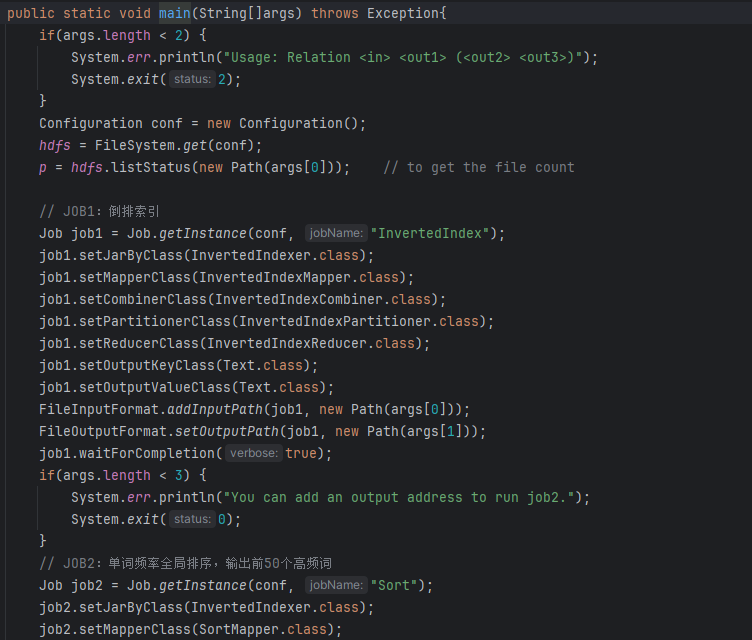 public static void main(String[]args) throws Exception{
if(args.length < 2) {
System.err.println("Usage: Relation <in> <out1> (<out2> <out3>)");
System.exit( status: 2);
}
Configuration conf = new Configuration();
hdfs = FileSystem.get(conf);
p = hdfs.listStatus(new Path(args[0]));    // to get the file count
// JOB1: 倒排索引
Job job1 = Job.getInstance(conf, jobName: "InvertedIndex");
job1.setJarByClass(InvertedIndexer.class);
job1.setMapperClass(InvertedIndexMapper.class);
job1.setCombinerClass(InvertedIndexCombiner.class);
job1.setPartitionerClass(InvertedIndexPartitioner.class);
job1.setReducerClass(InvertedIndexReducer.class);
job1.setOutputKeyClass(Text.class);
job1.setOutputValueClass(Text.class);
FileInputFormat.addInputPath(job1, new Path(args[0]));
FileOutputFormat.setOutputPath(job1, new Path(args[1]));
job1.waitForCompletion( verbose: true);
if(args.length < 3) {
System.err.println("You can add an output address to run job2.");
System.exit( status: 0);
}
// JOB2: 单词频率全局排序，输出前50个高频词
Job job2 = Job.getInstance(conf, jobName: "Sort");
job2.setJarByClass(InvertedIndexer.class);
job2.setMapperClass(SortMapper.class);